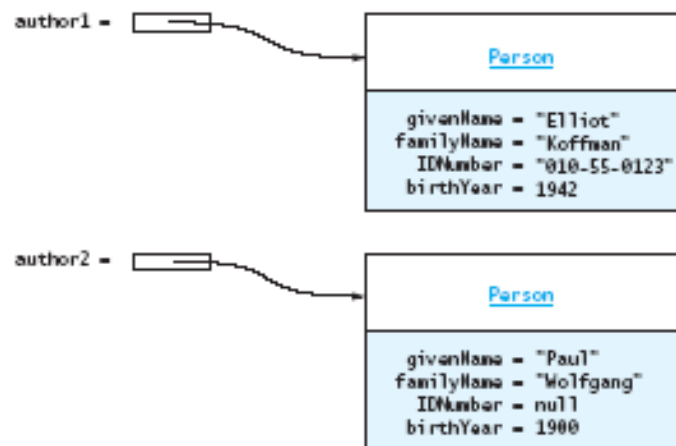 author1 =
Person
givenName = "Elliot"
familyName = "Koffman"
IDNumber = "010-55-0123"
birthYear = 1942
author2 =
Person
givenName = "Paul"
familyName = "Wolfgang"
IDNumber = null
birthYear = 1900